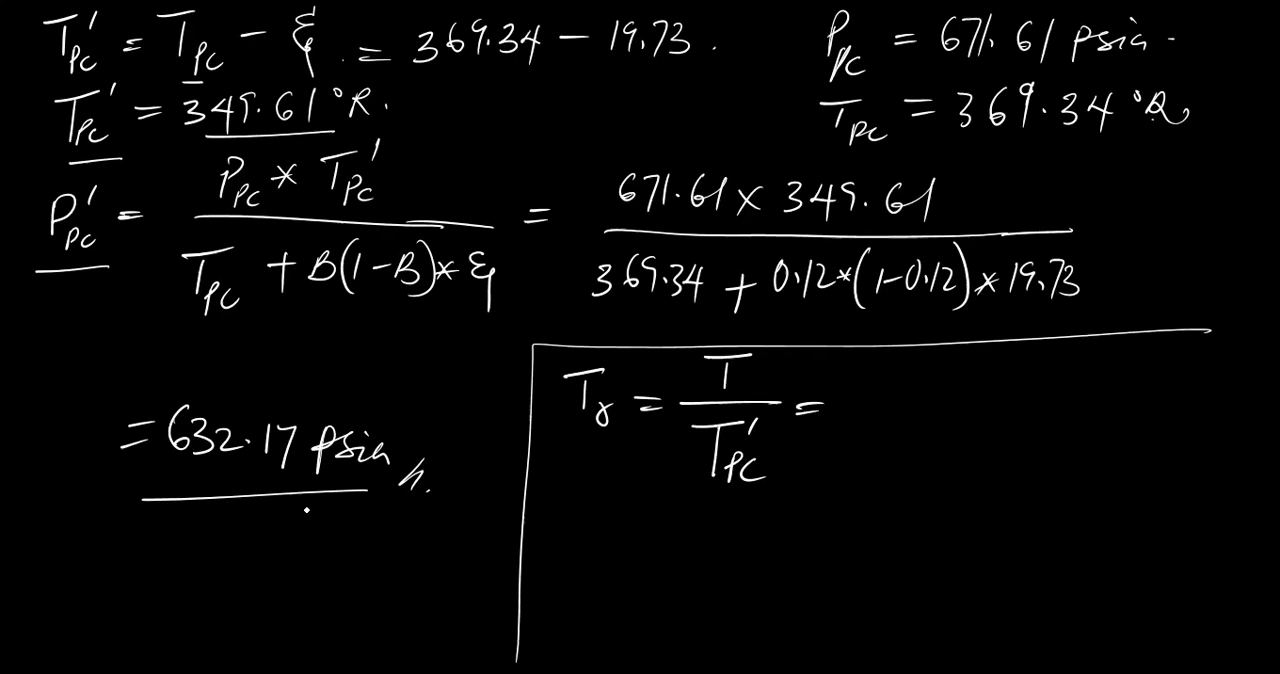 T'pc = Tpc - ξ = 369.34 - 19.73.
Ppc = 671.61 psia.
T'pc = 349.61°R.
Tpc = 369.34 °R
P'pc = Ppc * T'pc / Tpc + B(1-B)* ξ = 671.61 x 349.61 / 369.34 + 0.12*(1-0.12)*19.73
= 632.17 psia
Tr = T / T'pc =